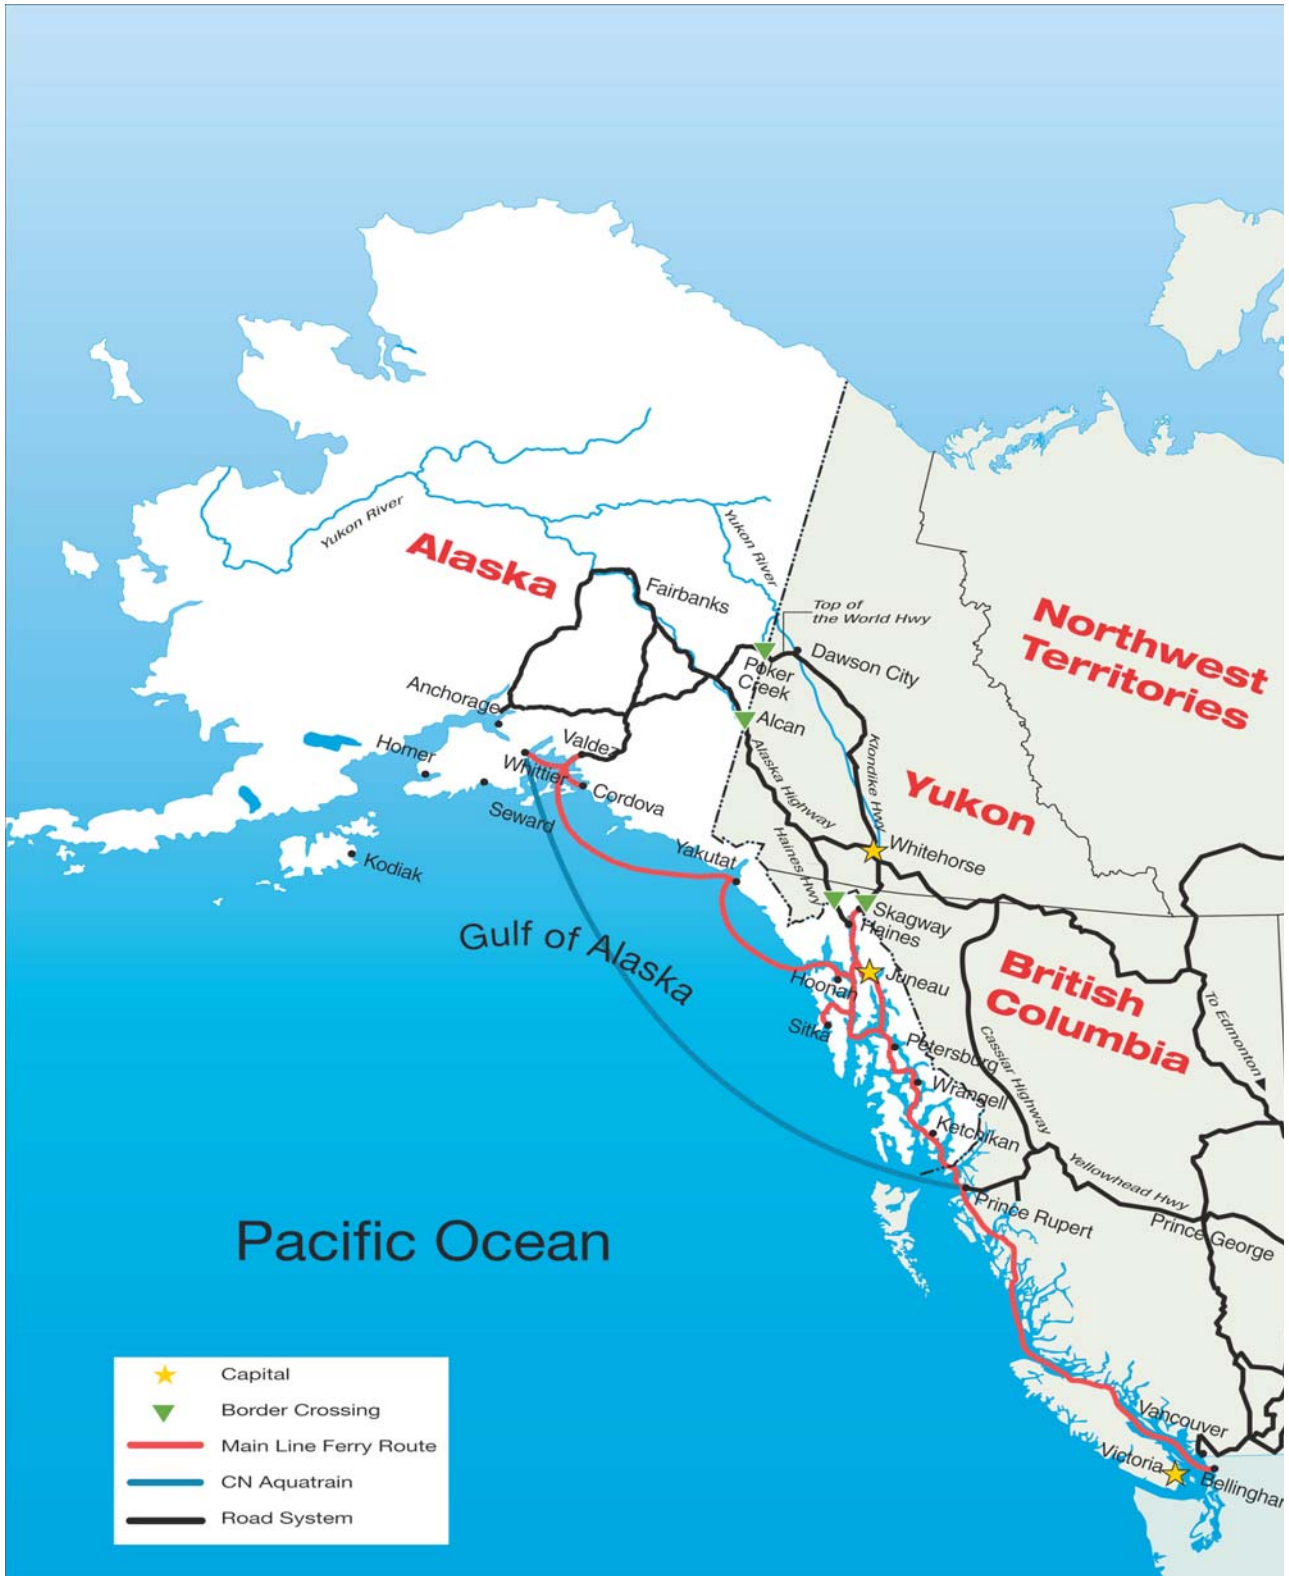 Yukon River
Alaska
Yukon River
Fairbanks
Top of
the World Hwy
Northwest
Territories
Dawson City
Poker
Creek
Anchorage
Alcan
Homer
Valdez
Whittier
Alaska Highway
Klondike Hwy
Yukon
Cordova
Seward
Yakutat
Haines Hwy
Whitehorse
Kodiak
Skagway
Haines
Gulf of Alaska
British
Columbia
Hoonah
Juneau
Sitka
To Edmonton
Petersburg
Cassiar Highway
Wrangell
Ketchikan
Yellowhead Hwy
Prince Rupert
Prince George
Pacific Ocean
Capital
Border Crossing
Main Line Ferry Route
CN Aquatrain
Road System
Vancouver
Victoria
Bellinghar